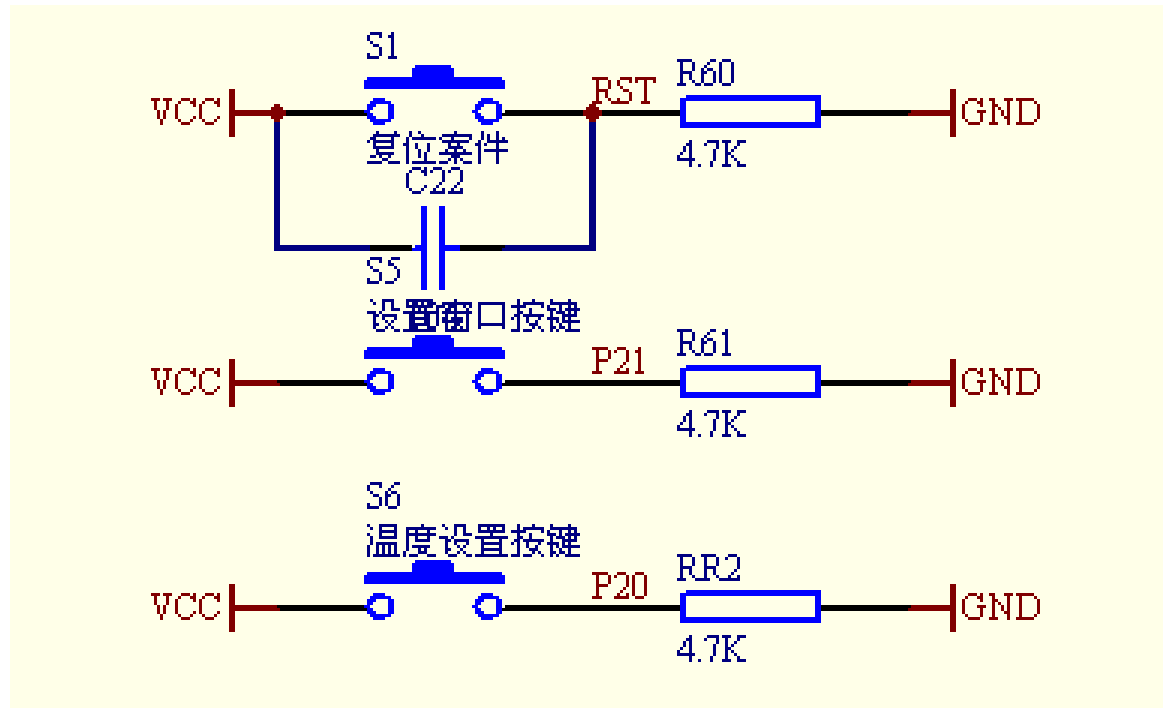 S1
VCC
RST
R60
GND
复位案件
4.7K
C22
S5
设置窗口按键
VCC
P21
R61
GND
4.7K
S6
温度设置按键
VCC
P20
RR2
GND
4.7K